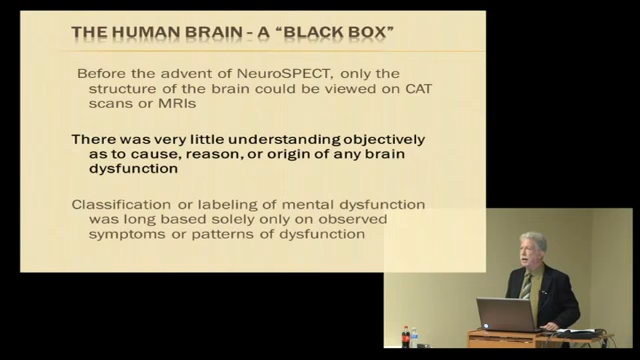 THE HUMAN BRAIN - A "BLACK BOX"
Before the advent of NeuroSPECT, only the
structure of the brain could be viewed on CAT
scans or MRIs
There was very little understanding objectively
as to cause, reason, or origin of any brain
dysfunction
Classification or labeling of mental dysfunction
was long based solely only on observed
symptoms or patterns of dysfunction